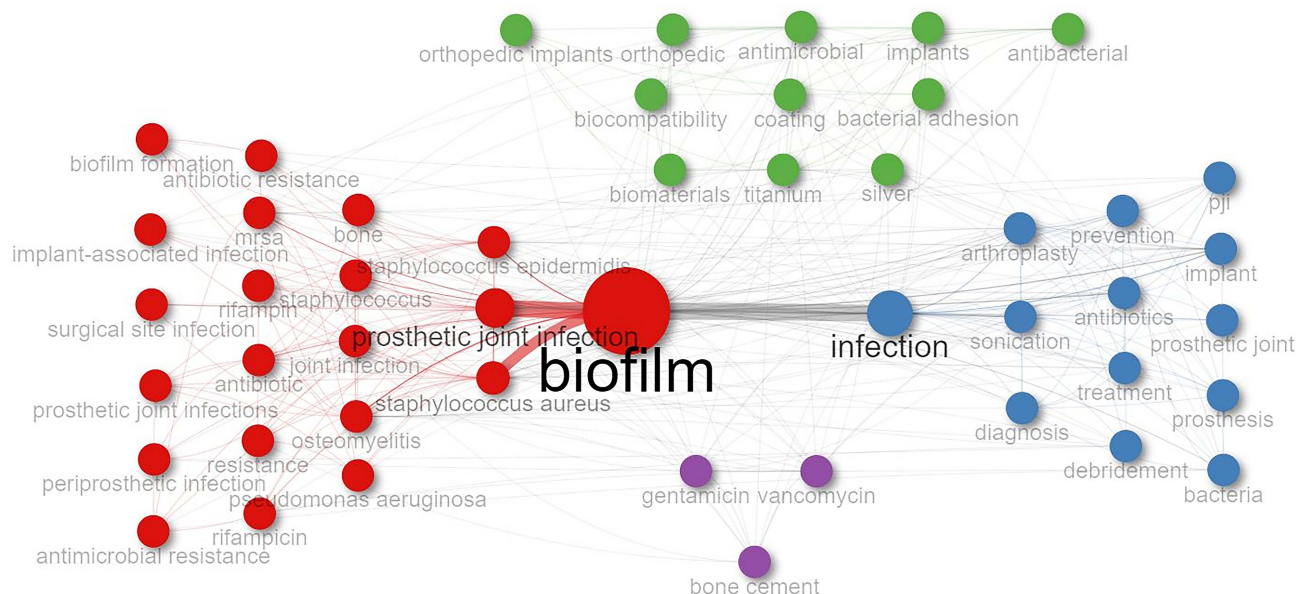 orthopedic implants
orthopedic
antimicrobial
implants
antibacterial
biocompatibility
coating
bacterial adhesion
biomaterials
titanium
silver
biofilm formation
antibiotic resistance
implant-associated infection
mrsa
bone
staphylococcus epidermidis
surgical site infection
rifampin
staphylococcus
prosthetic joint infection
biofilm
joint infection
antibiotic
prosthetic joint infections
staphylococcus aureus
osteomyelitis
resistance
periprosthetic infection
pseudomonas aeruginosa
rifampicin
antimicrobial resistance
infection
arthroplasty
prevention
pji
implant
sonication
antibiotics
prosthetic joint
treatment
prosthesis
diagnosis
debridement
bacteria
gentamicin
vancomycin
bone cement